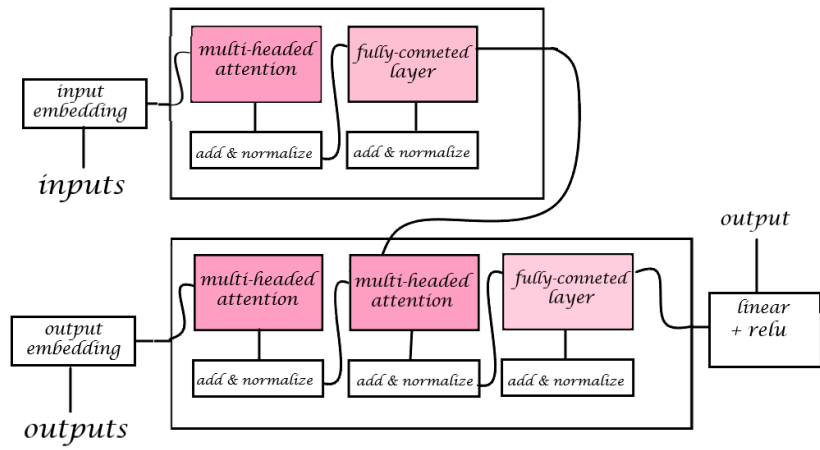 multi-headed
attention
fully-conneted
layer
input
embedding
add & normalize
add & normalize
inputs
output
multi-headed
attention
multi-headed
attention
fully-conneted
layer
linear
+ relu
output
embedding
add & normalize
add & normalize
add & normalize
outputs